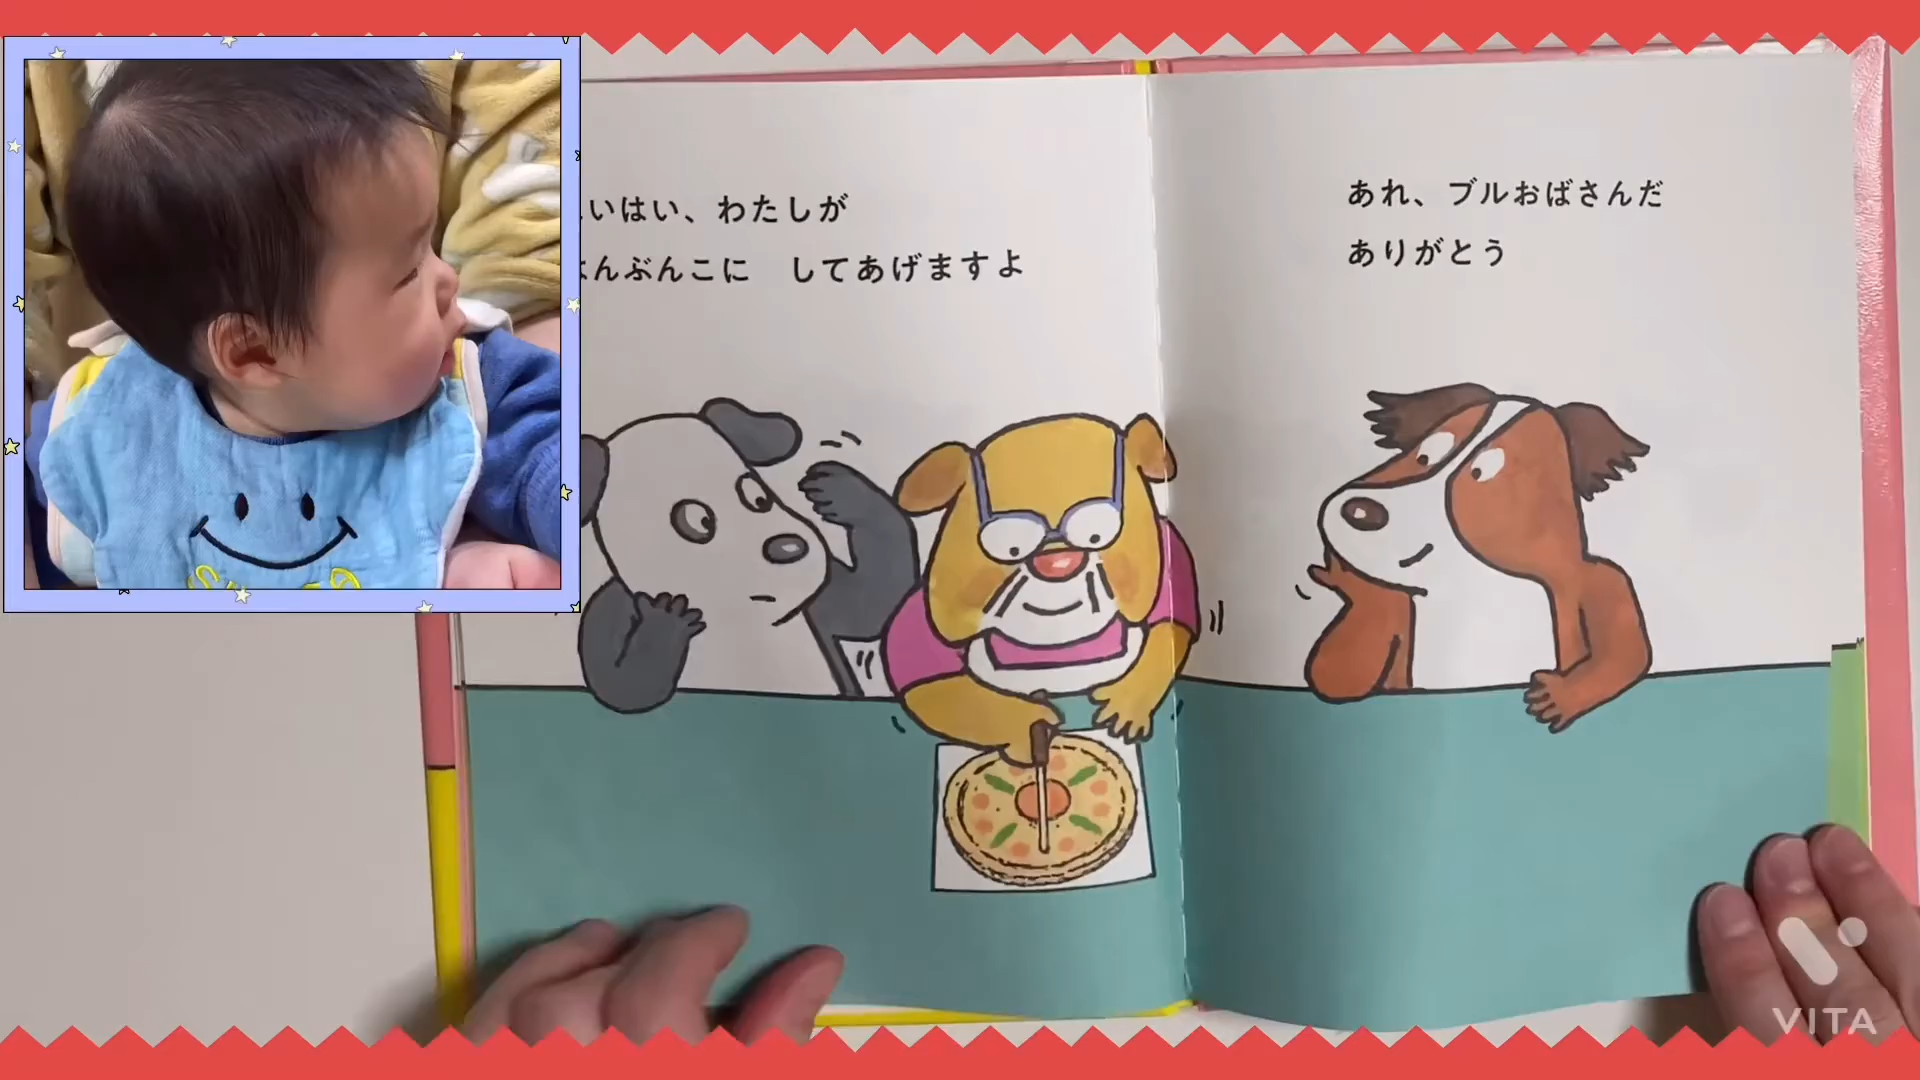 いはい、わたしが
んぶんこに　してあげますよ
あれ、ブルおばさんだ
ありがとう
VITA